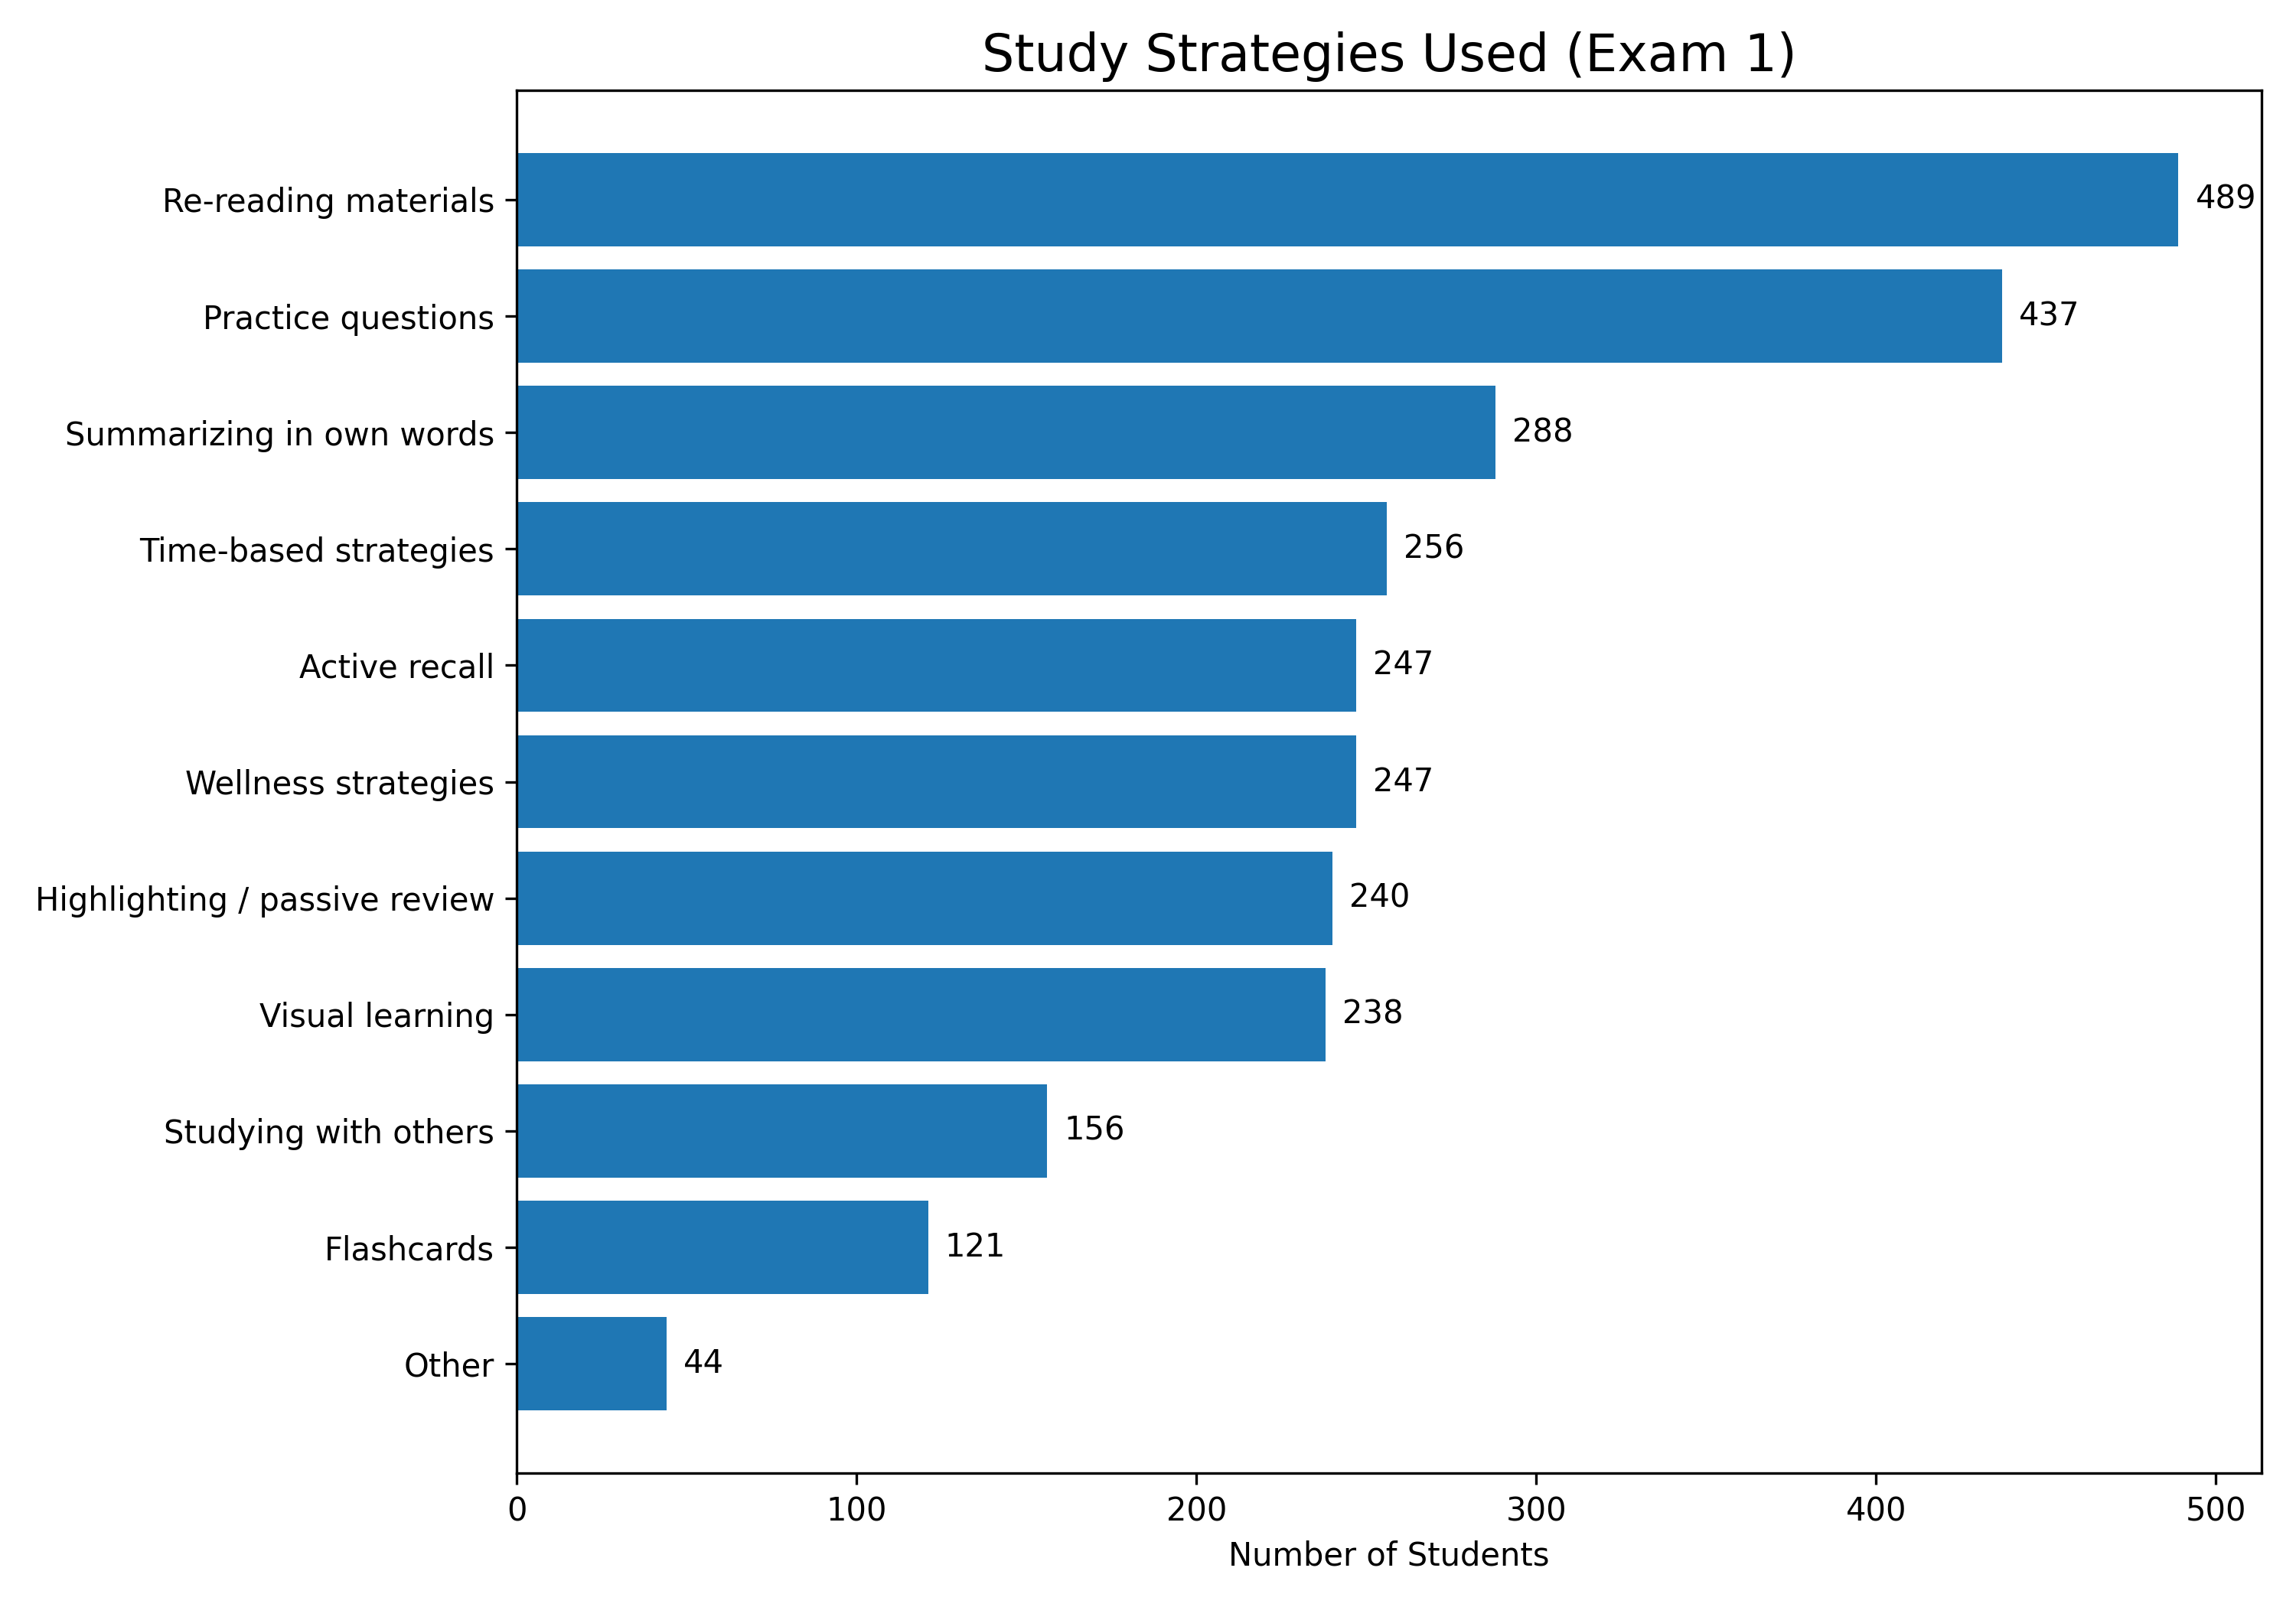 Study Strategies Used (Exam 1)
Re-reading materials 489
Practice questions 437
Summarizing in own words 288
Time-based strategies 256
Active recall 247
Wellness strategies 247
Highlighting / passive review 240
Visual learning 238
Studying with others 156
Flashcards 121
Other 44
0 100 200 300 400 500
Number of Students